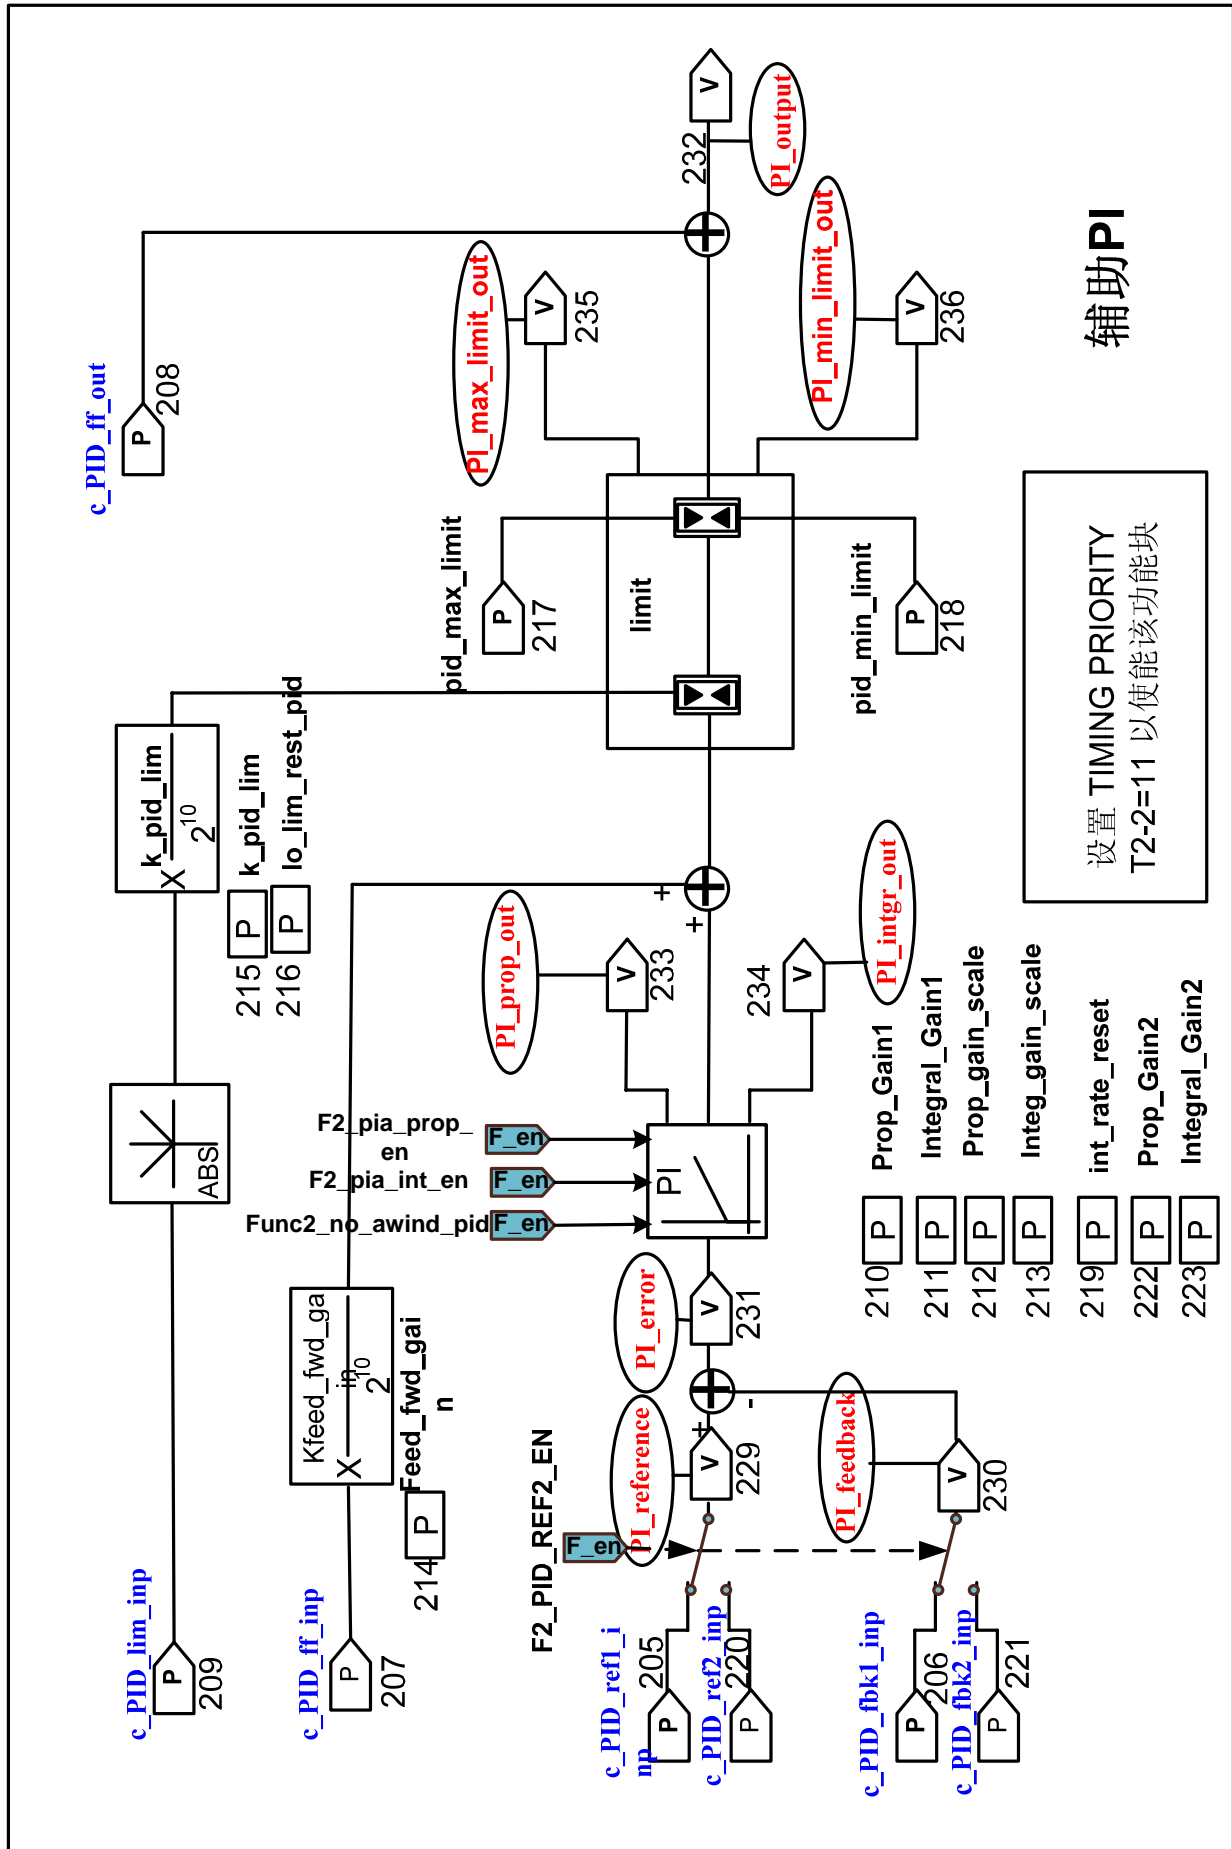 c_PID_lim_inp
P
209
ABS
X
k_pid_lim
2^10
215 P k_pid_lim
216 P lo_lim_rest_pid
c_PID_ff_out
P
208
c_PID_ff_inp
P
207
X
Kfeed_fwd_ga
in
2^10
Feed_fwd_gai
n
214 P
F2_pia_prop_
en
F_en
F2_pia_int_en
F_en
Func2_no_awind_pid
F_en
PI
PI_prop_out
V
233
V
234
PI_intgr_out
+
+
pid_max_limit
P
217
limit
pid_min_limit
P
218
PI_max_limit_out
V
235
PI_min_limit_out
V
236
232
V
PI_output
F2_PID_REF2_EN
F_en
c_PID_ref1_i
np
P
205
c_PID_ref2_inp
P
220
PI_reference
V
229
+
-
PI_error
V
231
c_PID_fbk1_inp
P
206
c_PID_fbk2_inp
P
221
PI_feedback
V
230
210 P Prop_Gain1
211 P Integral_Gain1
212 P Prop_gain_scale
213 P Integ_gain_scale
219 P int_rate_reset
222 P Prop_Gain2
223 P Integral_Gain2
设置 TIMING PRIORITY
T2-2=11 以使能该功能块
辅助PI